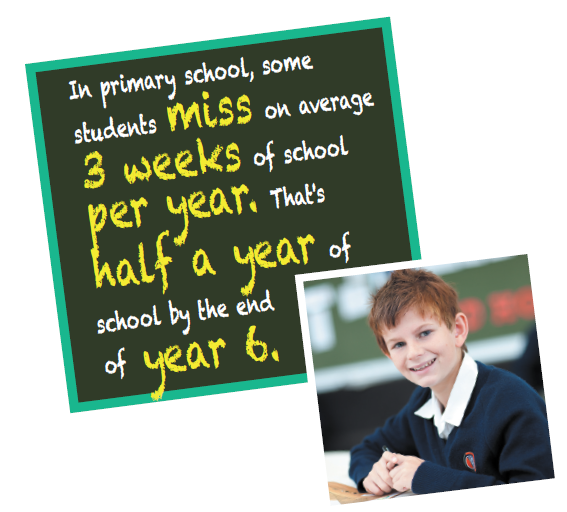 In primary school, some
students miss on average
3 weeks of school
per year. That's
half a year of
school by the end
of year 6.